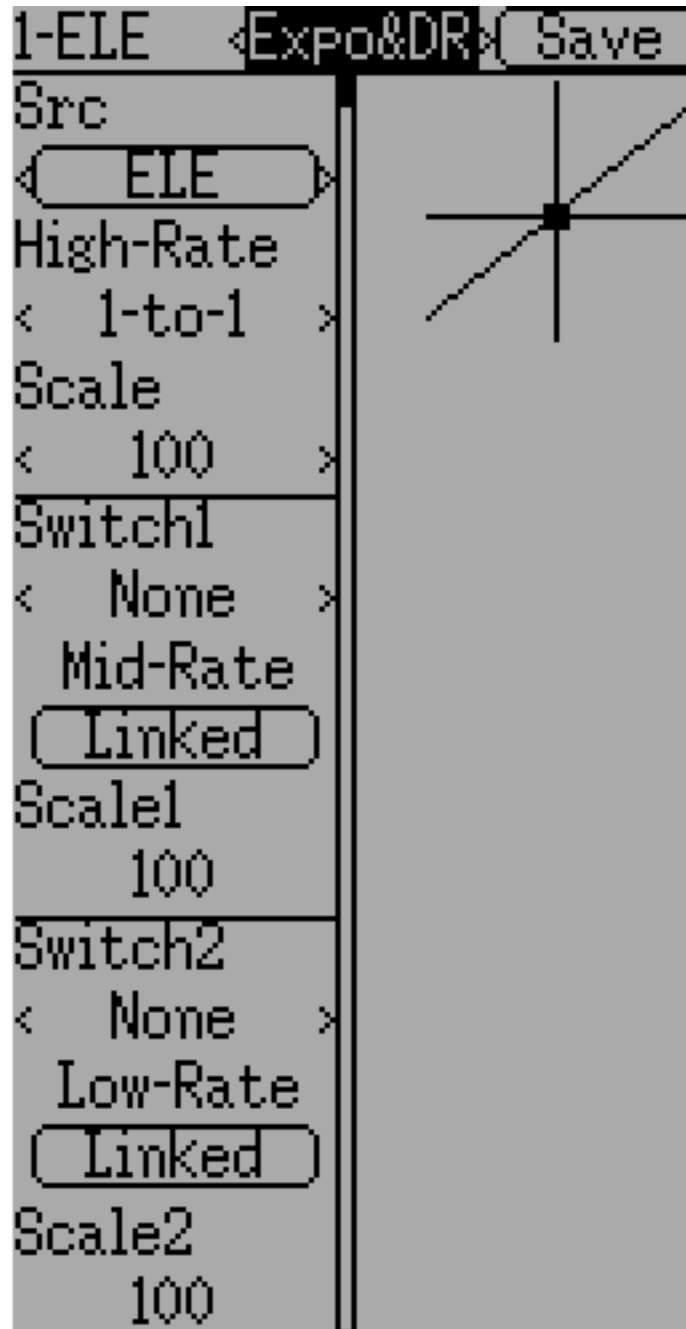 1-ELE <Expo&DR> Save
Src
ELE
High-Rate
< 1-to-1 >
Scale
< 100 >
Switch1
< None >
Mid-Rate
Linked
Scale1
100
Switch2
< None >
Low-Rate
Linked
Scale2
100